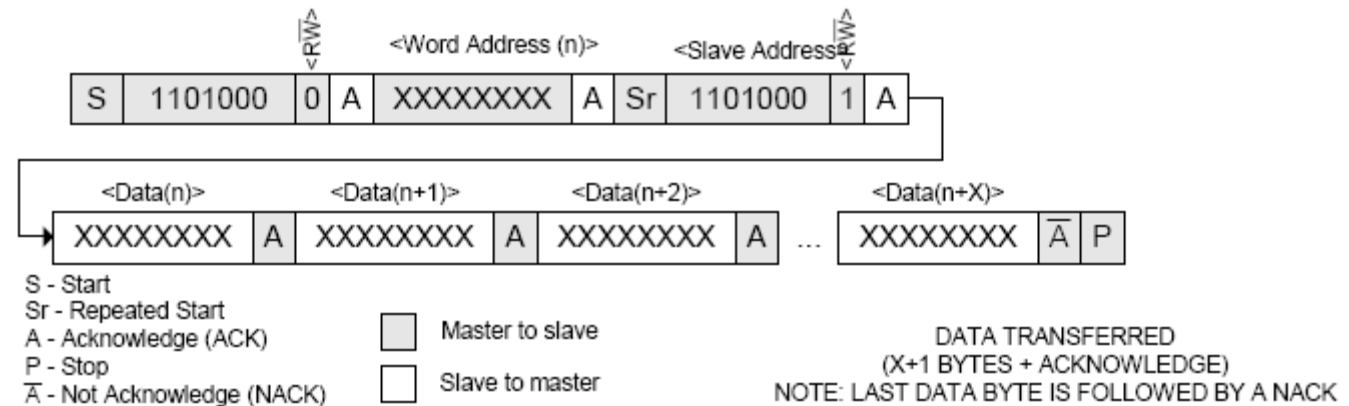 <RW̅>
<Word Address (n)>
<Slave Address>
<RW̅>
S 1101000 0 A XXXXXXXX A Sr 1101000 1 A
<Data(n)> <Data(n+1)> <Data(n+2)> <Data(n+X)>
XXXXXXXX A XXXXXXXX A XXXXXXXX A ... XXXXXXXX A̅ P
S - Start
Sr - Repeated Start
A - Acknowledge (ACK)
P - Stop
A̅ - Not Acknowledge (NACK)
Master to slave
Slave to master
DATA TRANSFERRED
(X+1 BYTES + ACKNOWLEDGE)
NOTE: LAST DATA BYTE IS FOLLOWED BY A NACK